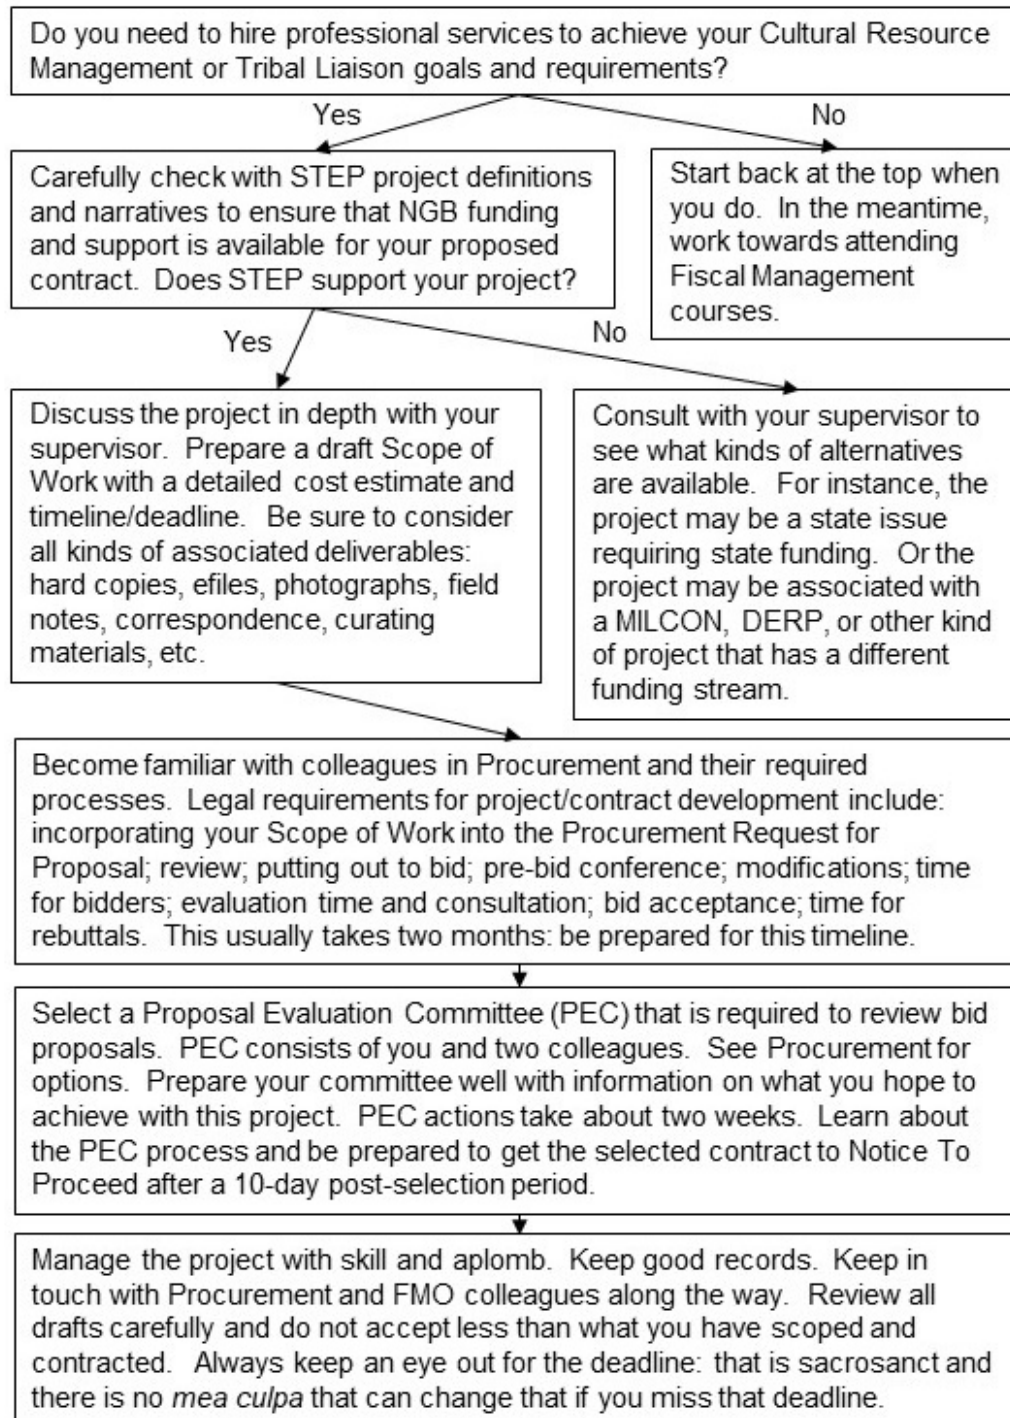 Do you need to hire professional services to achieve your Cultural Resource
Management or Tribal Liaison goals and requirements?
Yes
No
Carefully check with STEP project definitions
and narratives to ensure that NGB funding
and support is available for your proposed
contract. Does STEP support your project?
Start back at the top when
you do. In the meantime,
work towards attending
Fiscal Management
courses.
Yes
No
Discuss the project in depth with your
supervisor. Prepare a draft Scope of
Work with a detailed cost estimate and
timeline/deadline. Be sure to consider
all kinds of associated deliverables:
hard copies, efiles, photographs, field
notes, correspondence, curating
materials, etc.
Consult with your supervisor to
see what kinds of alternatives
are available. For instance, the
project may be a state issue
requiring state funding. Or the
project may be associated with
a MILCON, DERP, or other kind
of project that has a different
funding stream.
Become familiar with colleagues in Procurement and their required
processes. Legal requirements for project/contract development include:
incorporating your Scope of Work into the Procurement Request for
Proposal; review; putting out to bid; pre-bid conference; modifications; time
for bidders; evaluation time and consultation; bid acceptance; time for
rebuttals. This usually takes two months: be prepared for this timeline.
Select a Proposal Evaluation Committee (PEC) that is required to review bid
proposals. PEC consists of you and two colleagues. See Procurement for
options. Prepare your committee well with information on what you hope to
achieve with this project. PEC actions take about two weeks. Learn about
the PEC process and be prepared to get the selected contract to Notice To
Proceed after a 10-day post-selection period.
Manage the project with skill and aplomb. Keep good records. Keep in
touch with Procurement and FMO colleagues along the way. Review all
drafts carefully and do not accept less than what you have scoped and
contracted. Always keep an eye out for the deadline: that is sacrosanct and
there is no mea culpa that can change that if you miss that deadline.